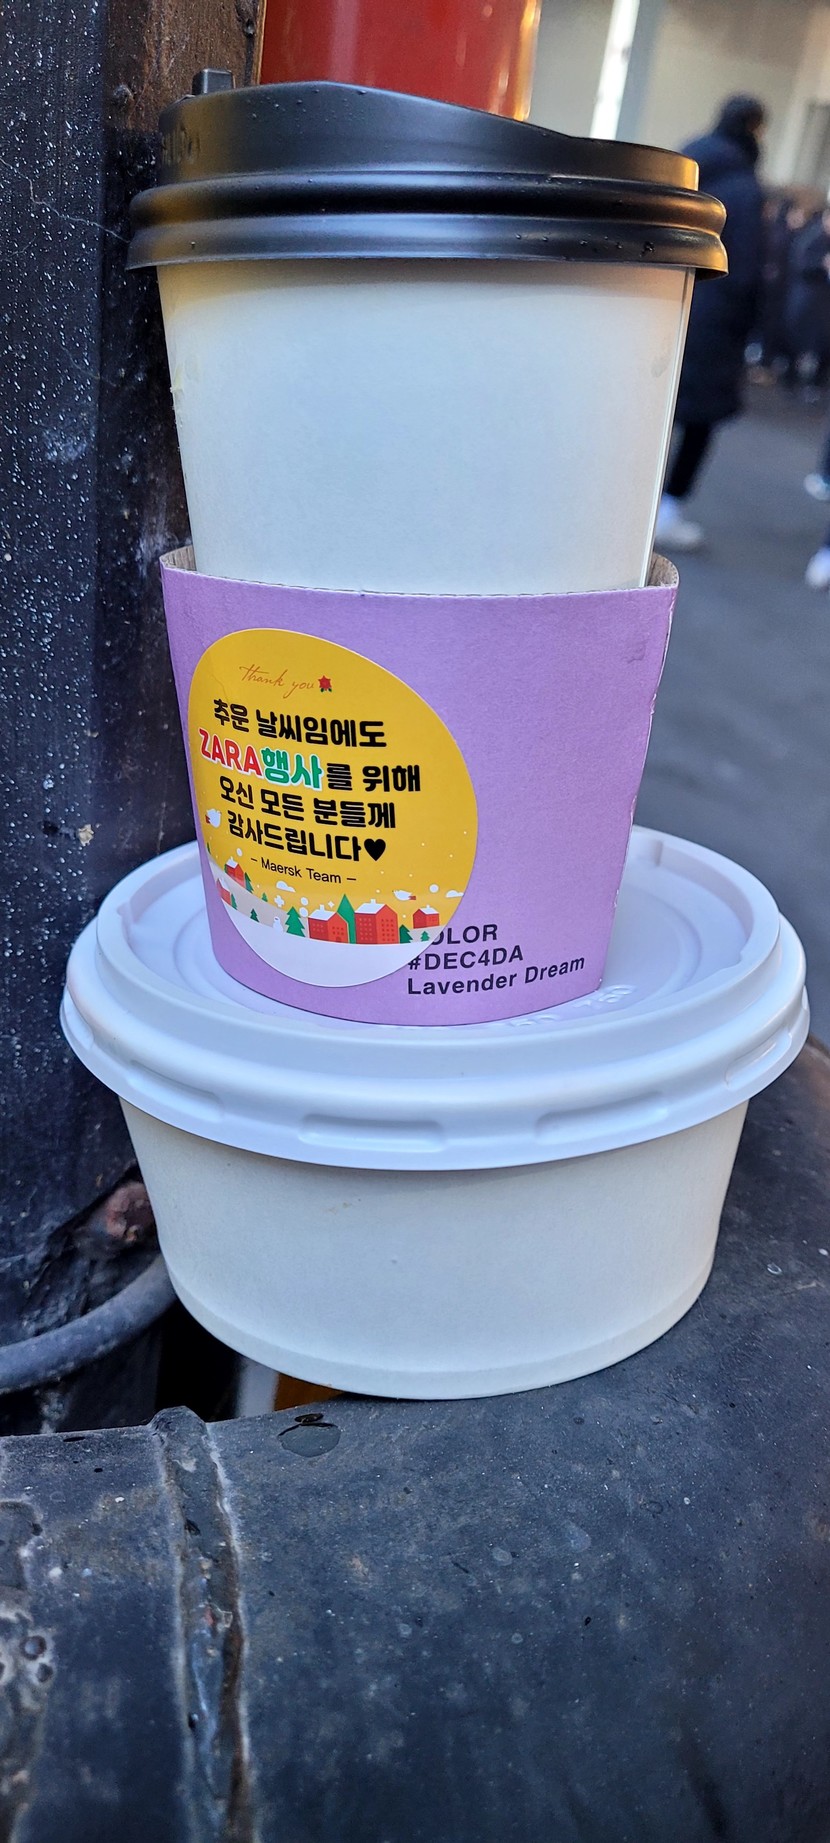 Thank you
추운 날씨임에도
ZARA행사를 위해
오신 모든 분들께
감사드립니다♥
- Maersk Team -
#DEC4DA
Lavender Dream